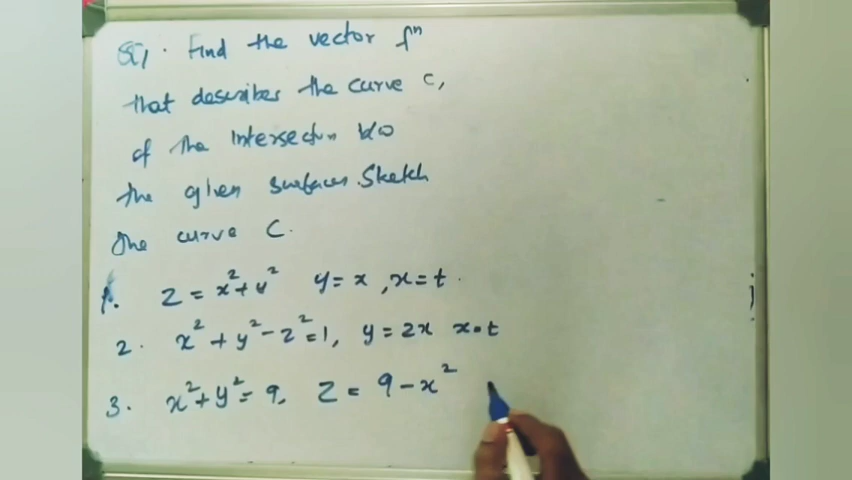 Q1. Find the vector fⁿ
that describes the curve C,
of the Intersectn b/w
the given surfaces. Sketch
the curve C.
1. z = x² + y² y = x , x = t .
2. x² + y² - z² = 1, y = 2x x = t
3. x² + y² = 9, z = 9 - x²